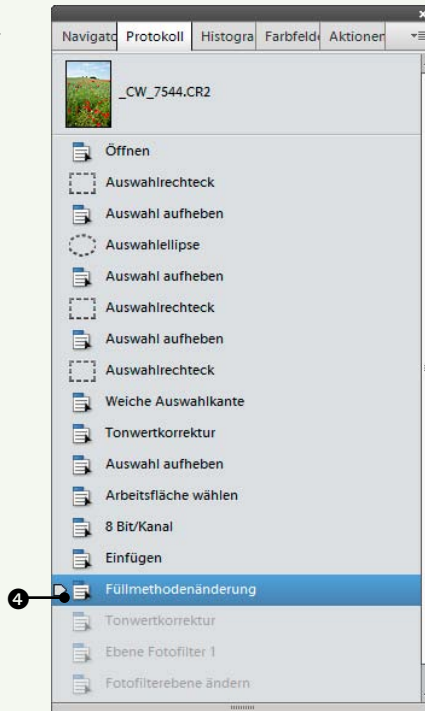 Navigato Protokoll Histogra Farbfeld Aktionen
_CW_7544.CR2
Öffnen
Auswahlrechteck
Auswahl aufheben
Auswahlellipse
Auswahl aufheben
Auswahlrechteck
Auswahl aufheben
Auswahlrechteck
Weiche Auswahlkante
Tonwertkorrektur
Auswahl aufheben
Arbeitsfläche wählen
8 Bit/Kanal
Einfügen
4 Füllmethodenänderung
Tonwertkorrektur
Ebene Fotofilter 1
Fotofilterebene ändern